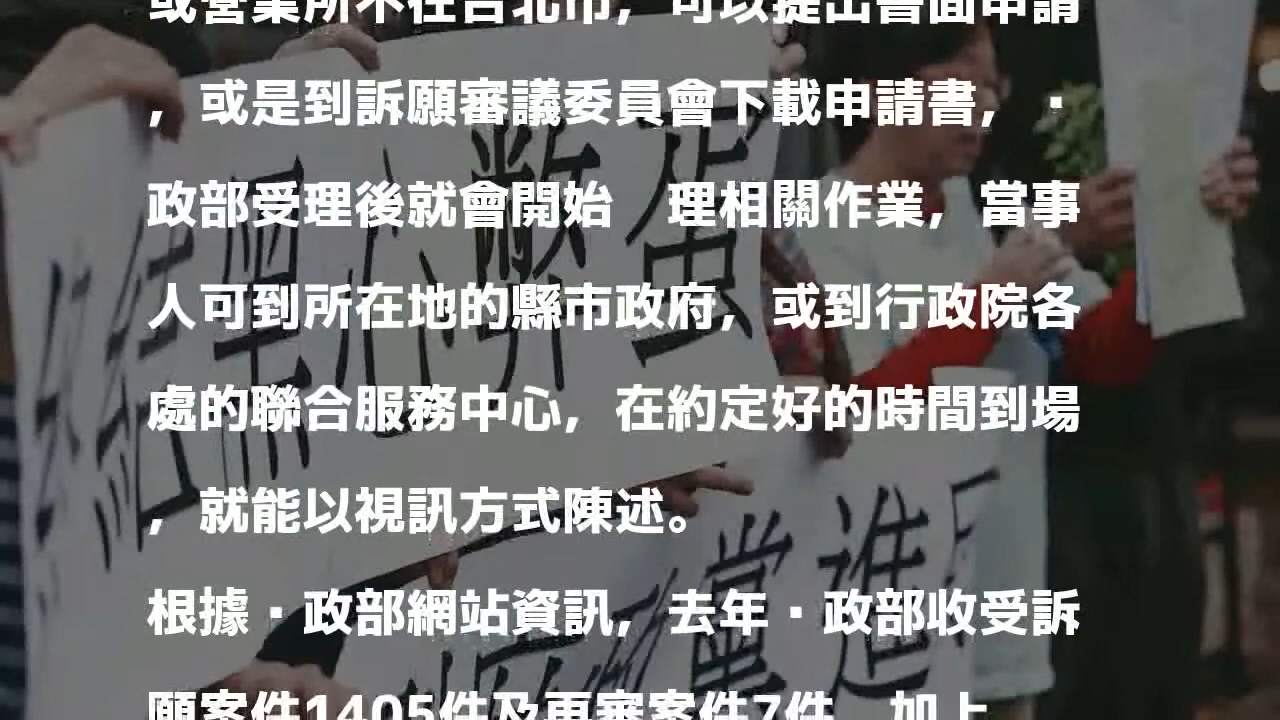 或營業所不在台北市，可以提出書面申請
，或是到訴願審議委員會下載申請書，·
政部受理後就會開始　理相關作業，當事
人可到所在地的縣市政府，或到行政院各
處的聯合服務中心，在約定好的時間到場
，就能以視訊方式陳述。
根據·政部網站資訊，去年·政部收受訴
願案件1405件及再審案件7件，加上
黑心弊蛋
黨進